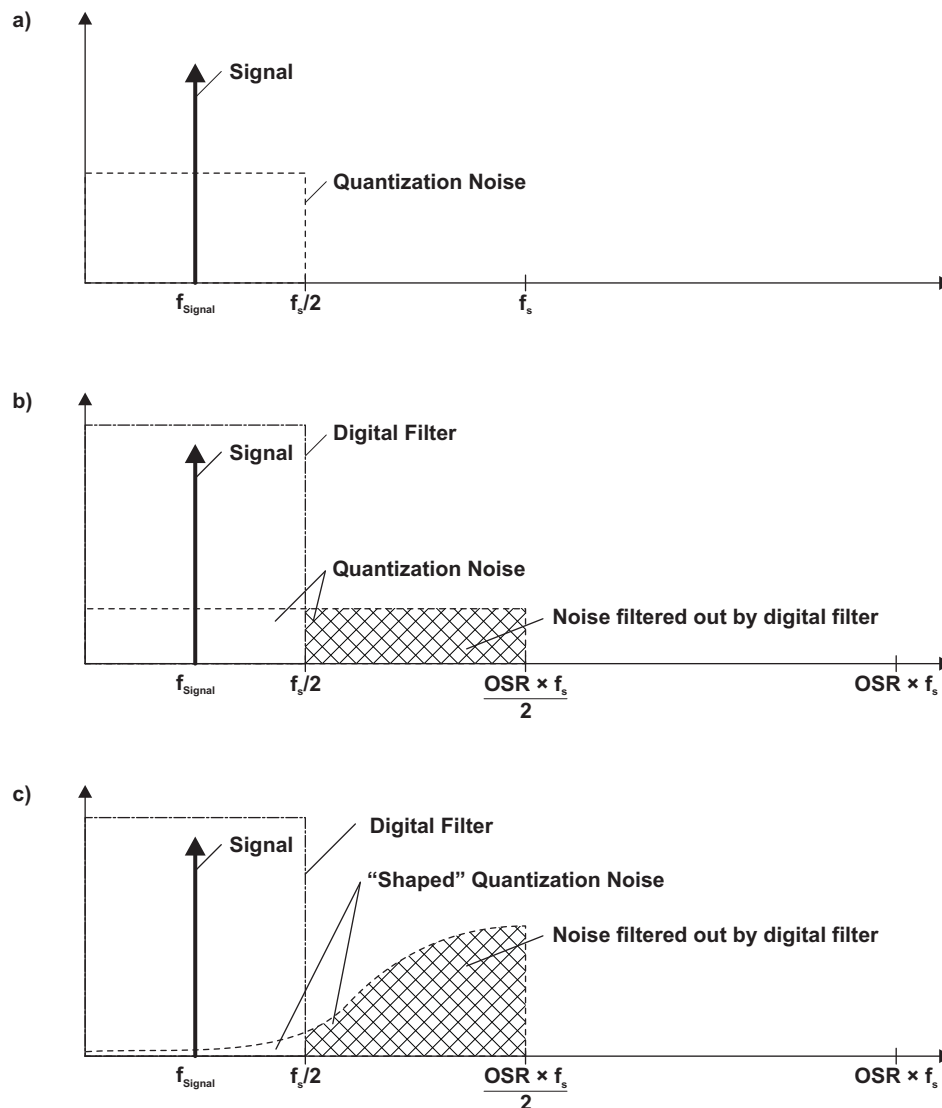 a)
Signal
Quantization Noise
fSignal
fs/2
fs
b)
Digital Filter
Signal
Quantization Noise
Noise filtered out by digital filter
fSignal
fs/2
OSR × fs
2
OSR × fs
c)
Digital Filter
Signal
“Shaped” Quantization Noise
Noise filtered out by digital filter
fSignal
fs/2
OSR × fs
2
OSR × fs